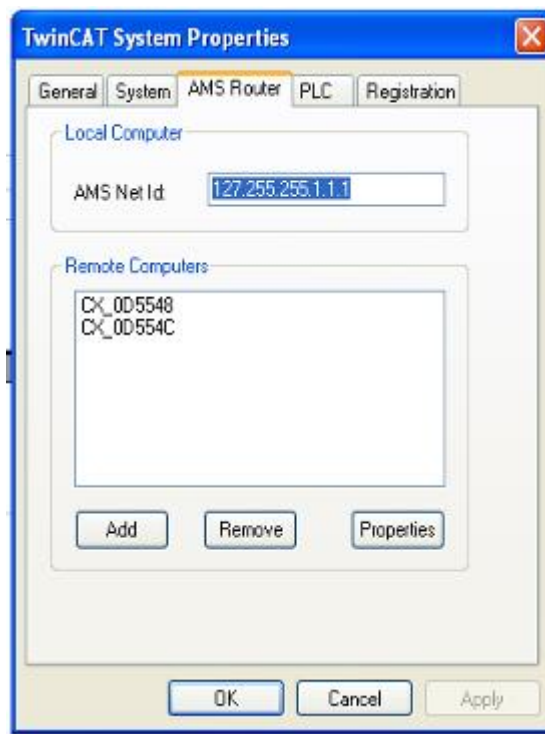 TwinCAT System Properties
General System AMS Router PLC Registration
Local Computer
AMS Net Id: 127.255.255.1.1.1
Remote Computers
CX_0D5548
CX_0D554C
Add Remove Properties
OK Cancel Apply